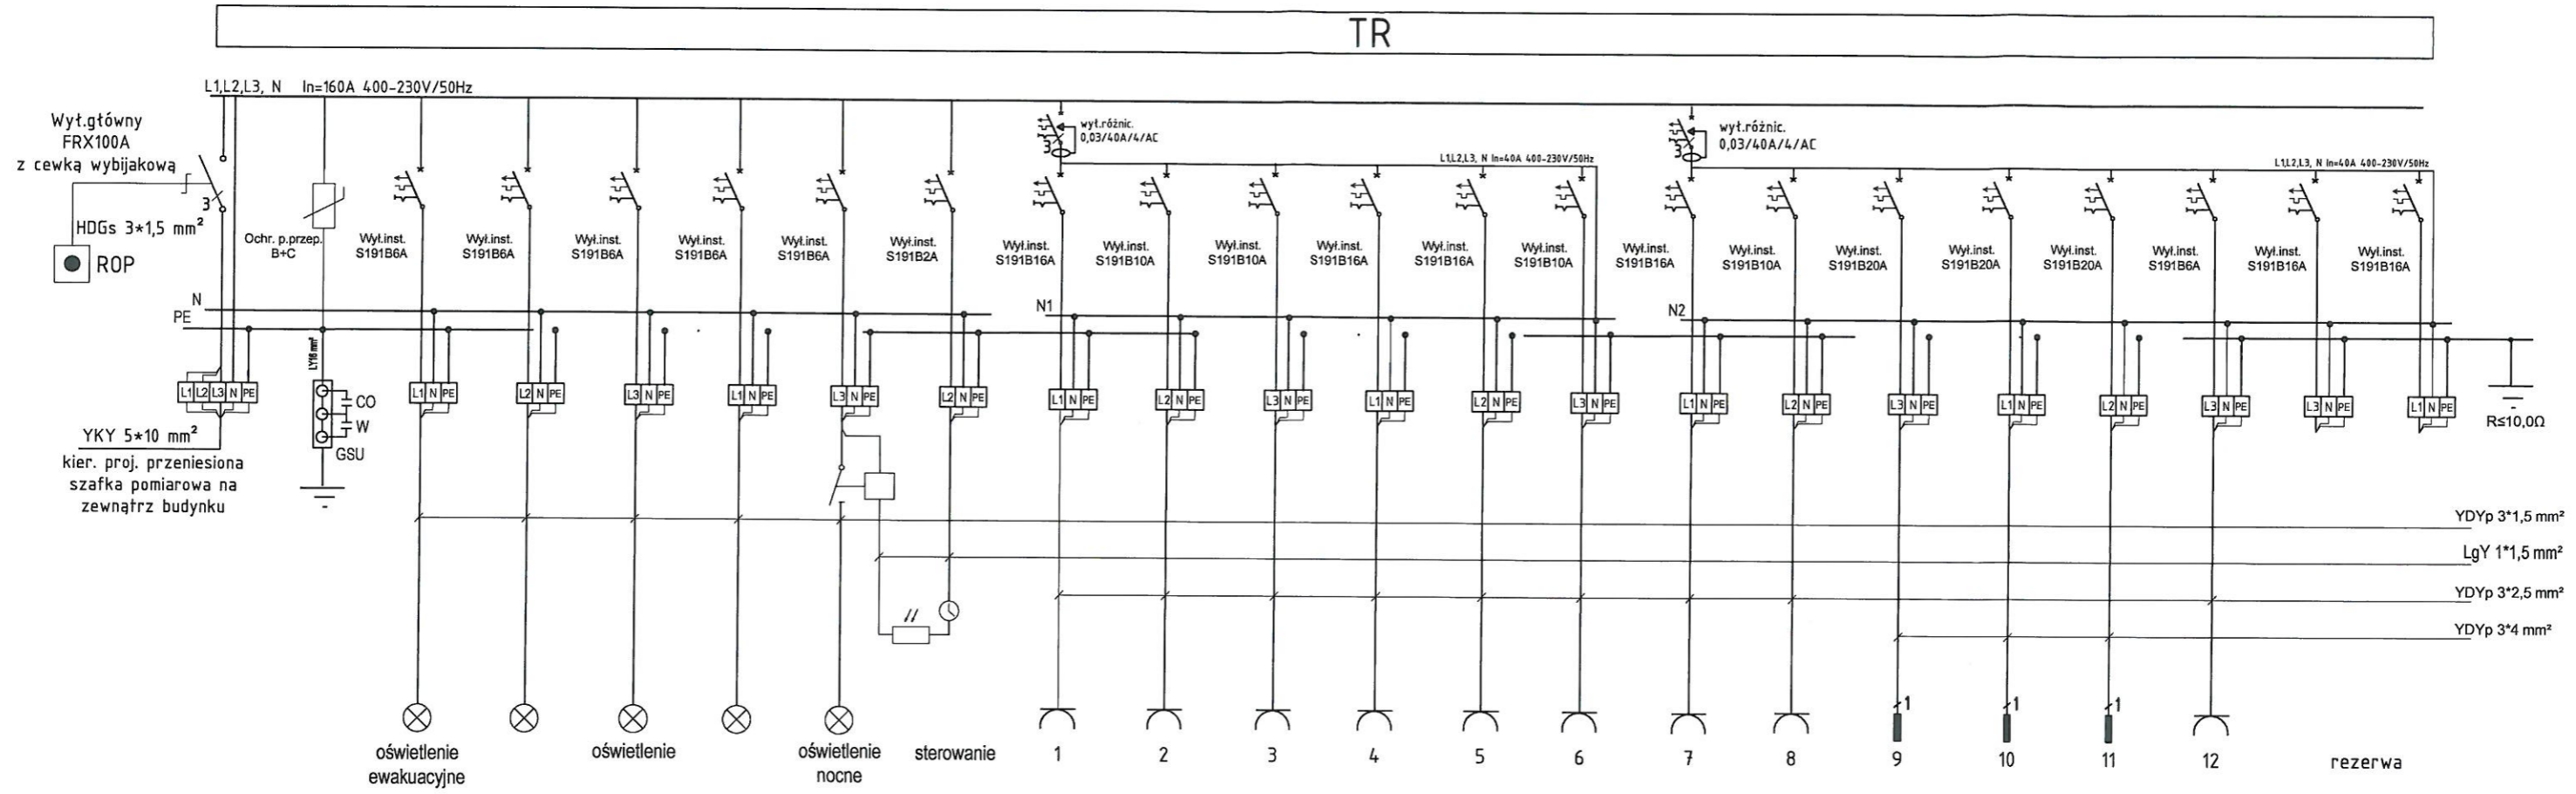 TR
L1,L2,L3, N In=160A 400-230V/50Hz
Wył.główny
FRX100A
z cewką wybijakową
3
HDGs 3*1,5 mm²
ROP
Ochr. p.przep.
B+C
Wył.inst.
S191B6A
Wył.inst.
S191B6A
Wył.inst.
S191B6A
Wył.inst.
S191B6A
Wył.inst.
S191B6A
Wył.inst.
S191B2A
wył.różnic.
0,03/40A/4/AC
3
L1,L2,L3, N In=40A 400-230V/50Hz
Wył.inst.
S191B16A
Wył.inst.
S191B10A
Wył.inst.
S191B10A
Wył.inst.
S191B16A
Wył.inst.
S191B16A
Wył.inst.
S191B10A
wył.różnic.
0,03/40A/4/AC
3
L1,L2,L3, N In=40A 400-230V/50Hz
Wył.inst.
S191B16A
Wył.inst.
S191B10A
Wył.inst.
S191B20A
Wył.inst.
S191B20A
Wył.inst.
S191B20A
Wył.inst.
S191B6A
Wył.inst.
S191B16A
Wył.inst.
S191B16A
N
PE
N1
N2
LY16 mm²
L1 L2 L3 N PE
L1 N PE
L2 N PE
L3 N PE
L1 N PE
L3 N PE
L2 N PE
L1 N PE
L2 N PE
L3 N PE
L1 N PE
L2 N PE
L3 N PE
L1 N PE
L2 N PE
L3 N PE
L1 N PE
L2 N PE
L3 N PE
L3 N PE
L1 N PE
R≤10,0Ω
CO
W
GSU
YKY 5*10 mm²
kier. proj. przeniesiona
szafka pomiarowa na
zewnątrz budynku
YDYp 3*1,5 mm²
LgY 1*1,5 mm²
YDYp 3*2,5 mm²
YDYp 3*4 mm²
1
1
1
oświetlenie
ewakuacyjne
oświetlenie
oświetlenie
nocne
sterowanie
1
2
3
4
5
6
7
8
9
10
11
12
rezerwa